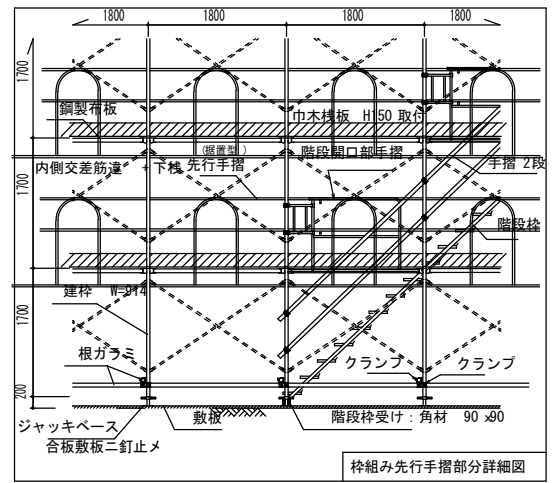 1800 1800 1800 1800
1700
鋼製布板
巾木桟板 H150 取付
(据置型)
階段開口部手摺
内側交差筋違 + 下桟
先行手摺
手摺 2段
1700
階段枠
建枠 W=914
1700
根ガラミ
クランプ
クランプ
200
ジャッキベース
敷板
階段枠受け：角材 90 x90
合板敷板ニ釘止メ
枠組み先行手摺部分詳細図